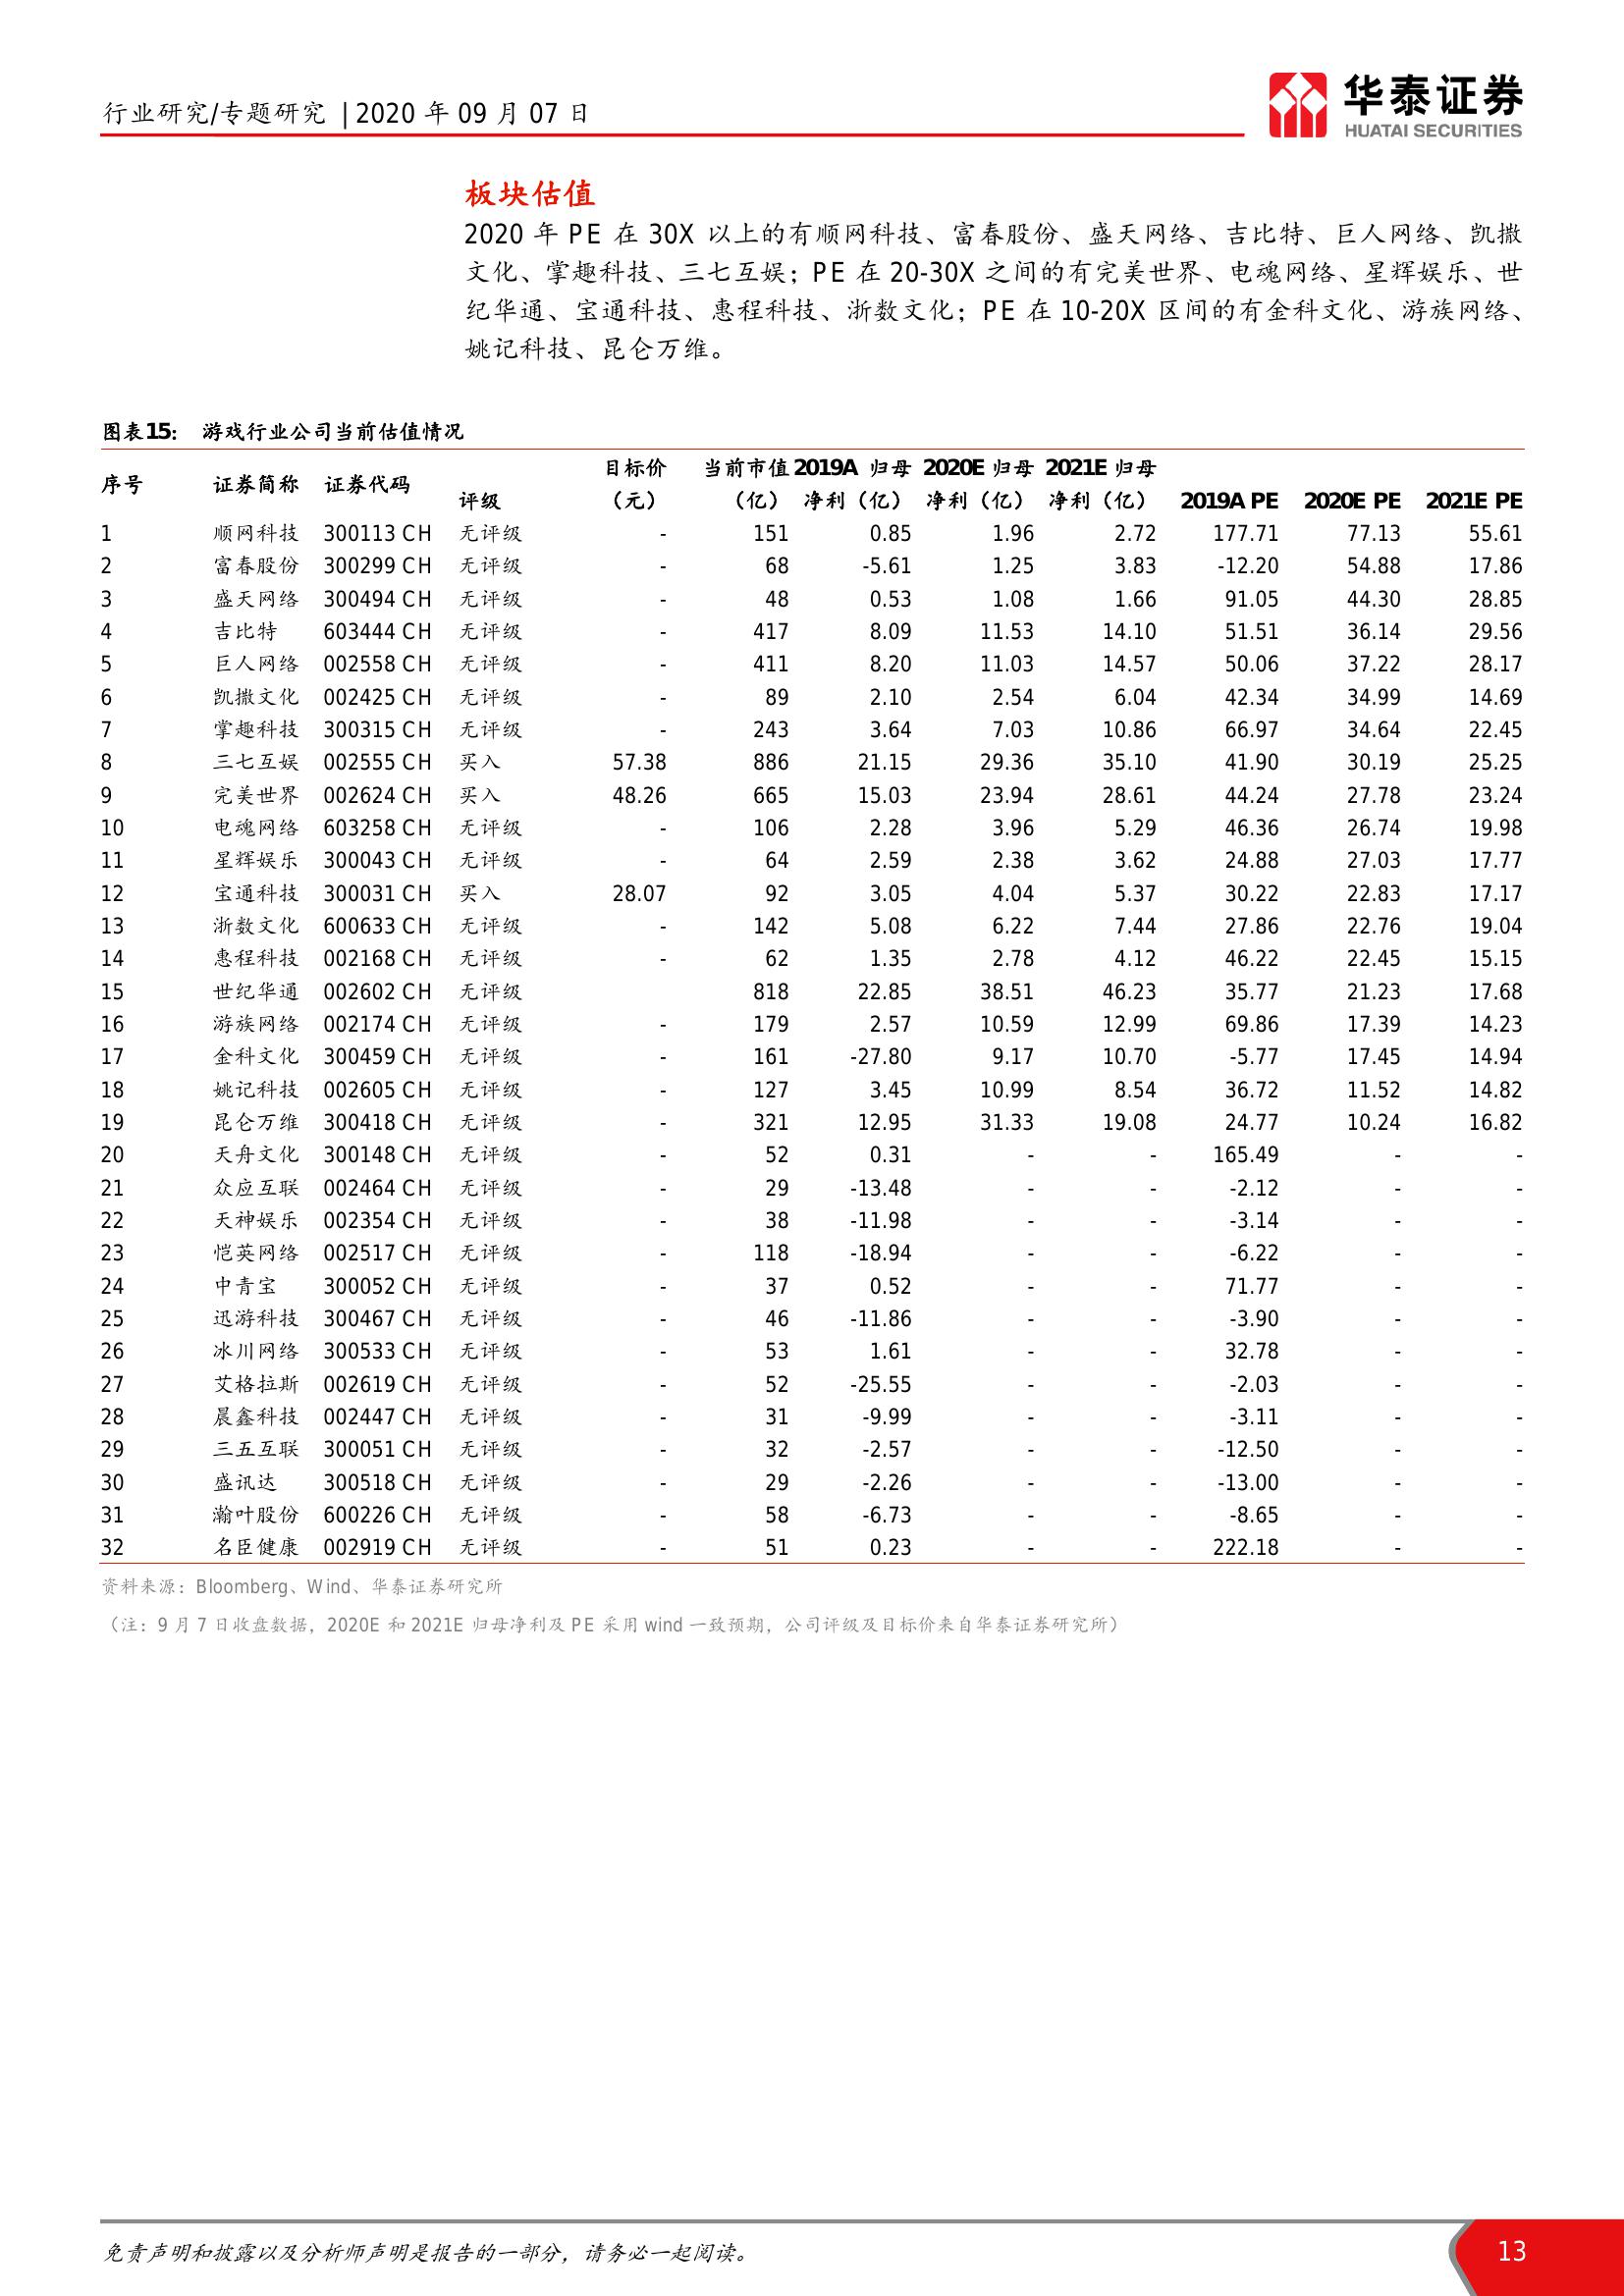 行业研究/专题研究 | 2020 年 09 月 07 日
华泰证券
HUATAI SECURITIES
板块估值
2020 年 PE 在 30X 以上的有顺网科技、富春股份、盛天网络、吉比特、巨人网络、凯撒
文化、掌趣科技、三七互娱；PE 在 20-30X 之间的有完美世界、电魂网络、星辉娱乐、世
纪华通、宝通科技、惠程科技、浙数文化；PE 在 10-20X 区间的有金科文化、游族网络、
姚记科技、昆仑万维。
图表15： 游戏行业公司当前估值情况
序号 证券简称 证券代码 评级 目标价（元） 当前市值（亿） 2019A 归母净利（亿） 2020E 归母净利（亿） 2021E 归母净利（亿） 2019A PE 2020E PE 2021E PE
1 顺网科技 300113 CH 无评级 - 151 0.85 1.96 2.72 177.71 77.13 55.61
2 富春股份 300299 CH 无评级 - 68 -5.61 1.25 3.83 -12.20 54.88 17.86
3 盛天网络 300494 CH 无评级 - 48 0.53 1.08 1.66 91.05 44.30 28.85
4 吉比特 603444 CH 无评级 - 417 8.09 11.53 14.10 51.51 36.14 29.56
5 巨人网络 002558 CH 无评级 - 411 8.20 11.03 14.57 50.06 37.22 28.17
6 凯撒文化 002425 CH 无评级 - 89 2.10 2.54 6.04 42.34 34.99 14.69
7 掌趣科技 300315 CH 无评级 - 243 3.64 7.03 10.86 66.97 34.64 22.45
8 三七互娱 002555 CH 买入 57.38 886 21.15 29.36 35.10 41.90 30.19 25.25
9 完美世界 002624 CH 买入 48.26 665 15.03 23.94 28.61 44.24 27.78 23.24
10 电魂网络 603258 CH 无评级 - 106 2.28 3.96 5.29 46.36 26.74 19.98
11 星辉娱乐 300043 CH 无评级 - 64 2.59 2.38 3.62 24.88 27.03 17.77
12 宝通科技 300031 CH 买入 28.07 92 3.05 4.04 5.37 30.22 22.83 17.17
13 浙数文化 600633 CH 无评级 - 142 5.08 6.22 7.44 27.86 22.76 19.04
14 惠程科技 002168 CH 无评级 - 62 1.35 2.78 4.12 46.22 22.45 15.15
15 世纪华通 002602 CH 无评级 818 22.85 38.51 46.23 35.77 21.23 17.68
16 游族网络 002174 CH 无评级 - 179 2.57 10.59 12.99 69.86 17.39 14.23
17 金科文化 300459 CH 无评级 - 161 -27.80 9.17 10.70 -5.77 17.45 14.94
18 姚记科技 002605 CH 无评级 - 127 3.45 10.99 8.54 36.72 11.52 14.82
19 昆仑万维 300418 CH 无评级 - 321 12.95 31.33 19.08 24.77 10.24 16.82
20 天舟文化 300148 CH 无评级 - 52 0.31 - - 165.49 - -
21 众应互联 002464 CH 无评级 - 29 -13.48 - - -2.12 - -
22 天神娱乐 002354 CH 无评级 - 38 -11.98 - - -3.14 - -
23 恺英网络 002517 CH 无评级 - 118 -18.94 - - -6.22 - -
24 中青宝 300052 CH 无评级 - 37 0.52 - - 71.77 - -
25 迅游科技 300467 CH 无评级 - 46 -11.86 - - -3.90 - -
26 冰川网络 300533 CH 无评级 - 53 1.61 - - 32.78 - -
27 艾格拉斯 002619 CH 无评级 - 52 -25.55 - - -2.03 - -
28 晨鑫科技 002447 CH 无评级 - 31 -9.99 - - -3.11 - -
29 三五互联 300051 CH 无评级 - 32 -2.57 - - -12.50 - -
30 盛讯达 300518 CH 无评级 - 29 -2.26 - - -13.00 - -
31 瀚叶股份 600226 CH 无评级 - 58 -6.73 - - -8.65 - -
32 名臣健康 002919 CH 无评级 - 51 0.23 - - 222.18 - -
资料来源：Bloomberg、Wind、华泰证券研究所
（注：9 月 7 日收盘数据，2020E 和 2021E 归母净利及 PE 采用 wind 一致预期，公司评级及目标价来自华泰证券研究所）
免责声明和披露以及分析师声明是报告的一部分，请务必一起阅读。
13